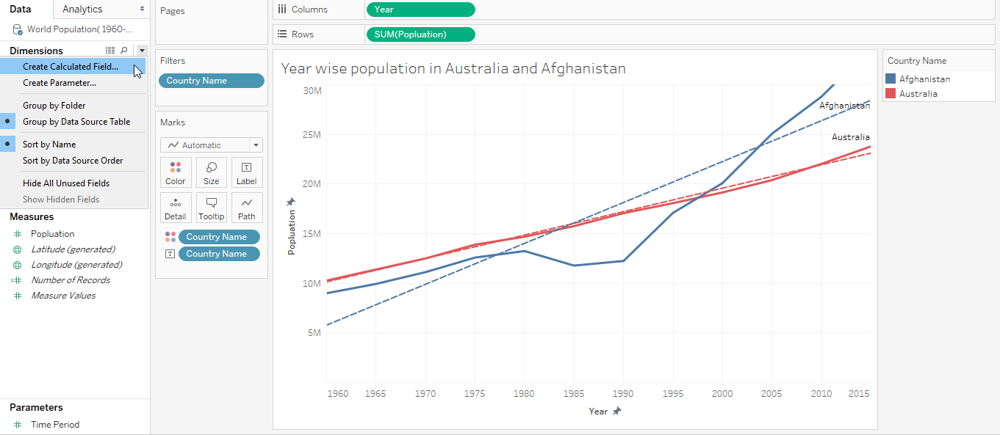 Data
Analytics
World Population( 1960-...
Dimensions
Create Calculated Field...
Create Parameter...
Group by Folder
Group by Data Source Table
Sort by Name
Sort by Data Source Order
Hide All Unused Fields
Show Hidden Fields
Measures
Popluation
Latitude (generated)
Longitude (generated)
Number of Records
Measure Values
Parameters
Time Period
Pages
Filters
Country Name
Marks
Automatic
Color Size Label
Detail Tooltip Path
Country Name
Country Name
Columns Year
Rows SUM(Popluation)
Year wise population in Australia and Afghanistan
30M
25M
20M
15M
10M
5M
Popluation
Afghanistan
Australia
1960 1965 1970 1975 1980 1985 1990 1995 2000 2005 2010 2015
Year
Country Name
Afghanistan
Australia